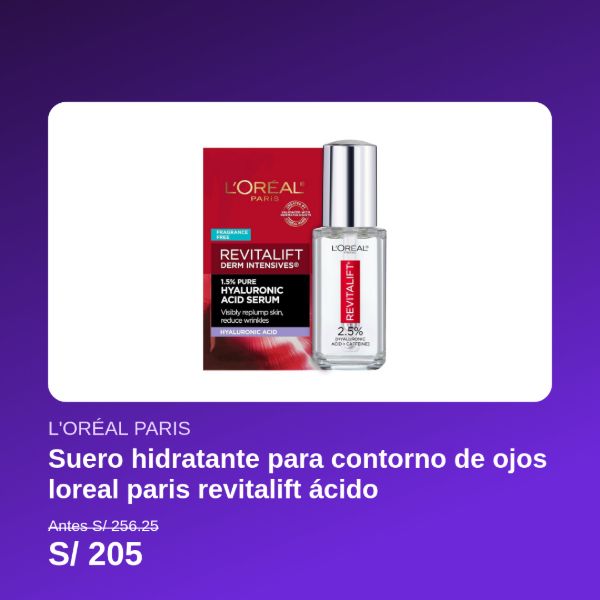 L'ORÉAL®
PARIS
FRAGRANCE
FREE
REVITALIFT
DERM INTENSIVES®
1.5% PURE
HYALURONIC
ACID SERUM
Visibly replump skin,
reduce wrinkles
HYALURONIC ACID
L'ORÉAL®
PARIS
REVITALIFT
2.5%
[HYALURONIC
ACID + CAFFEINE]
L'ORÉAL PARIS
Suero hidratante para contorno de ojos
loreal paris revitalift ácido
Antes S/ 256.25
S/ 205